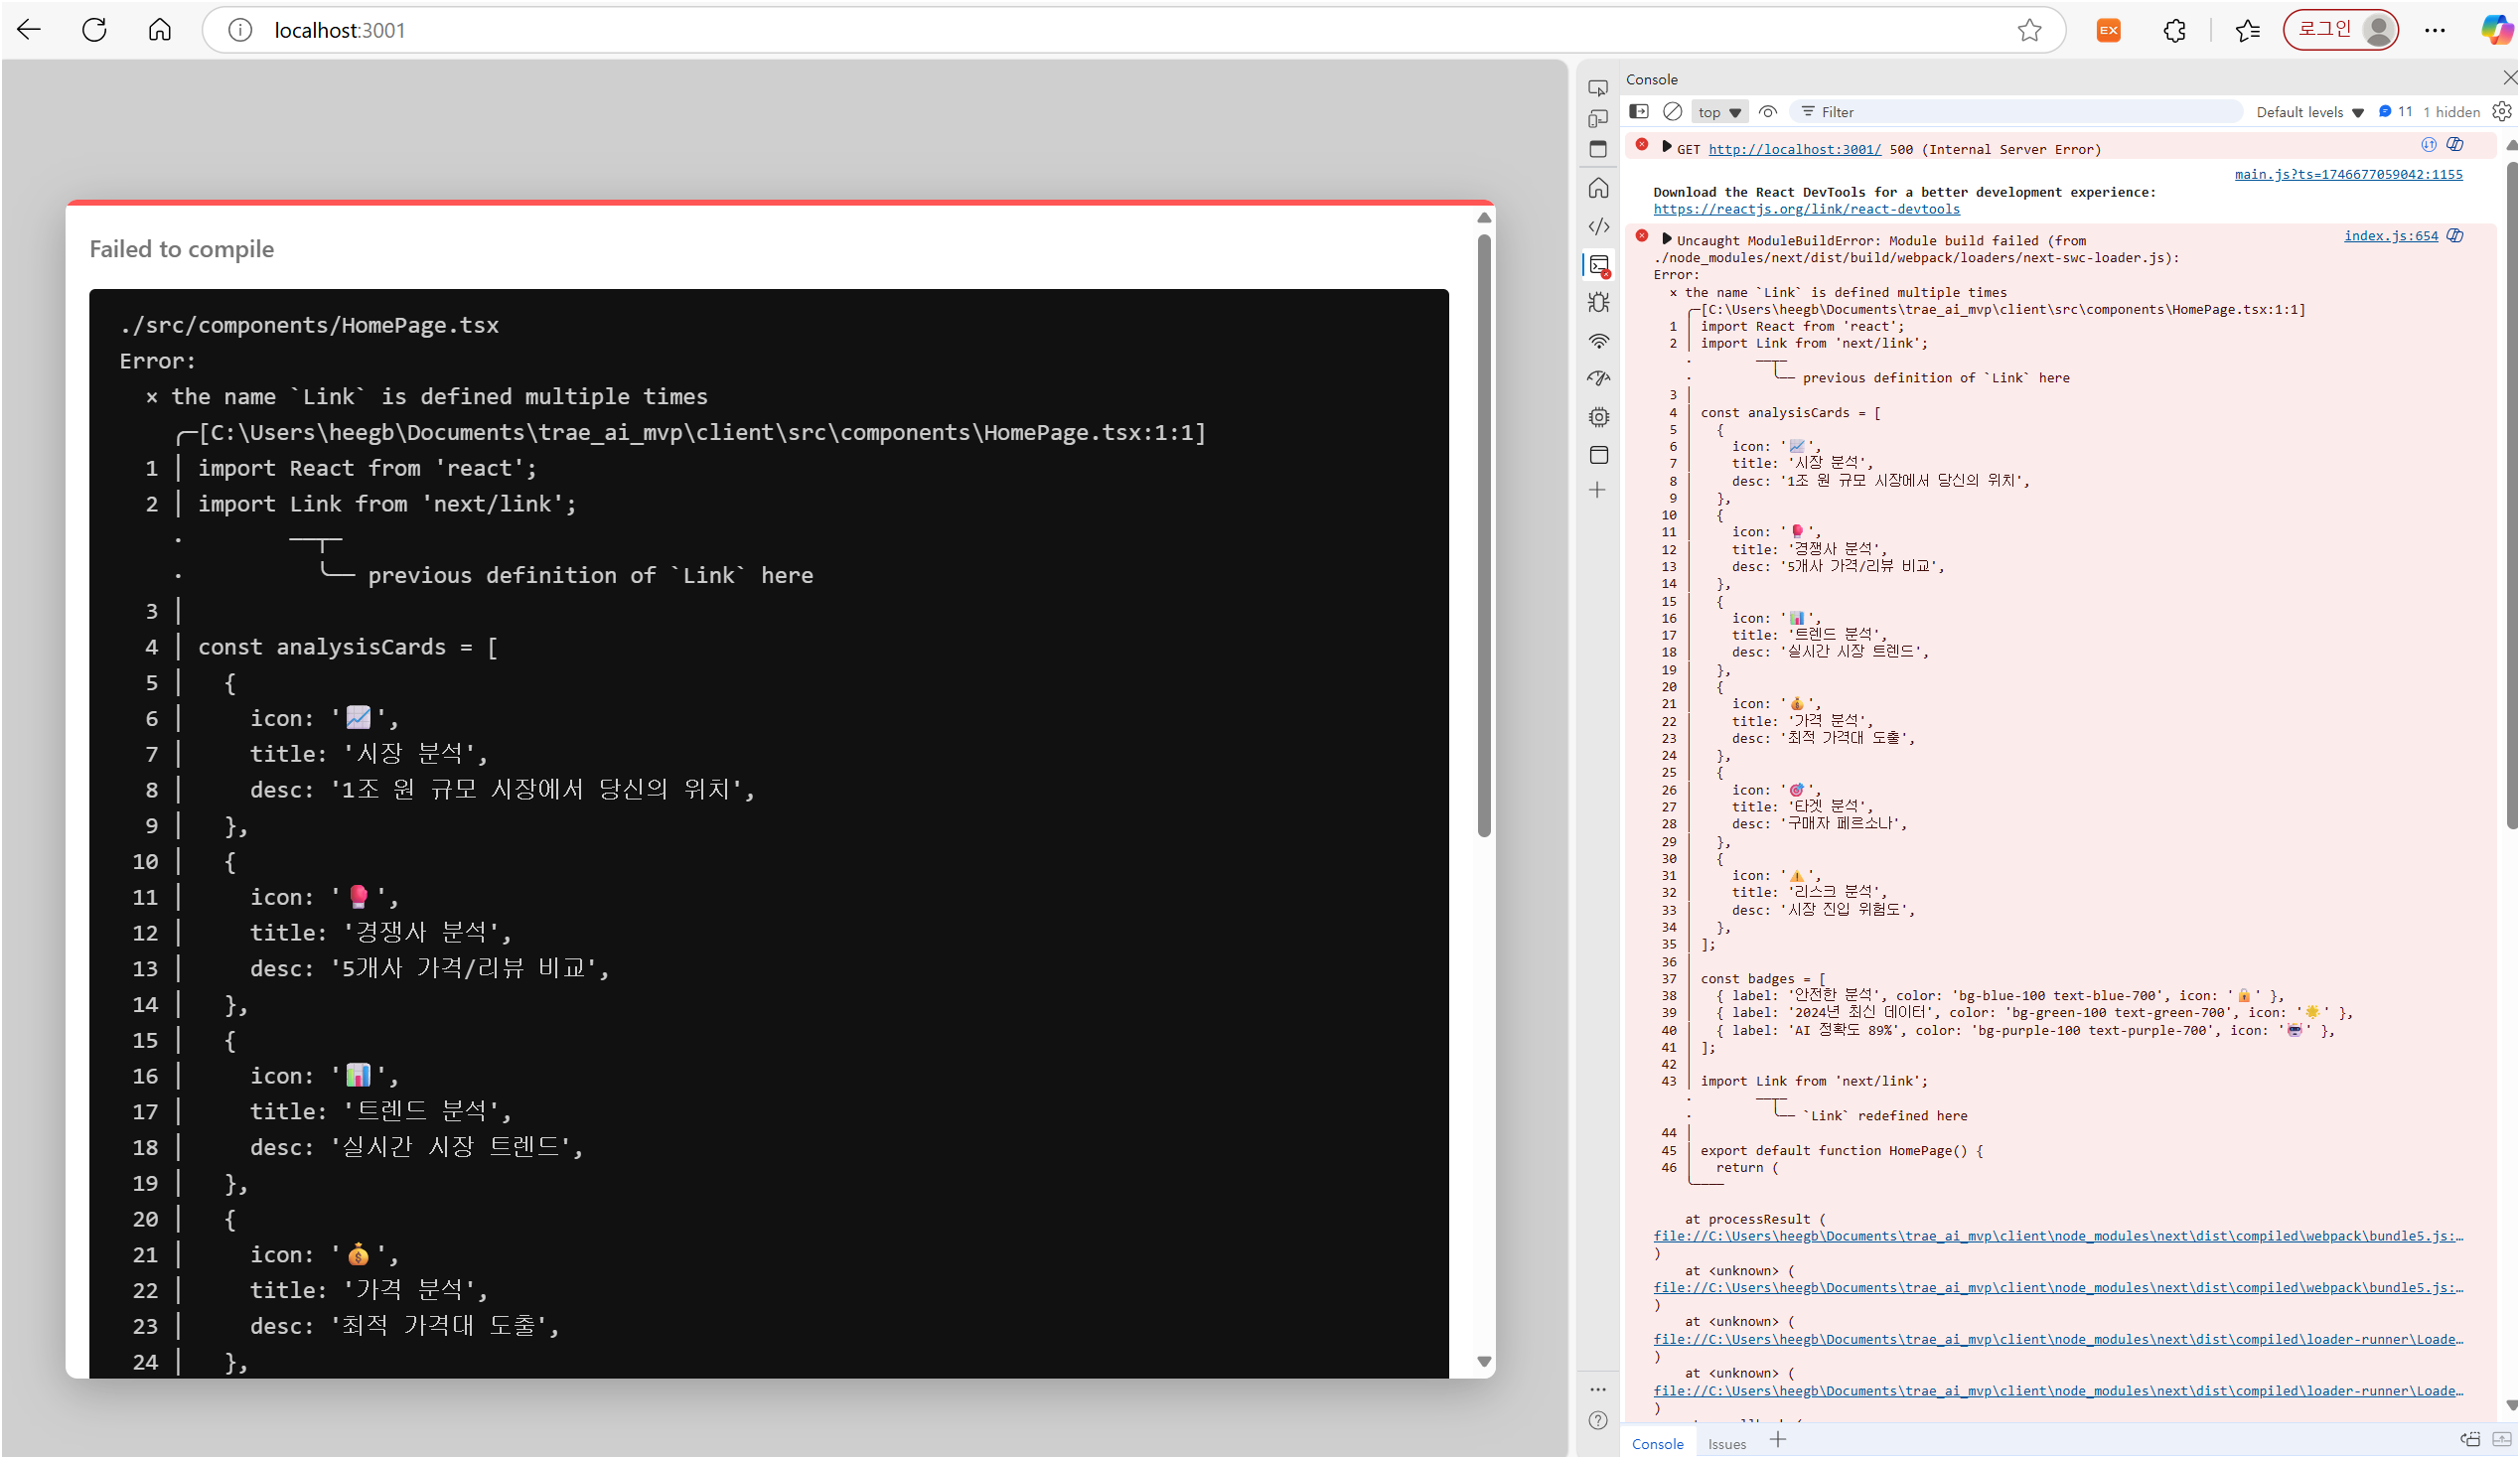 localhost:3001
EX
로그인
Failed to compile
./src/components/HomePage.tsx
Error:
× the name `Link` is defined multiple times
╭─[C:\Users\heegb\Documents\trae_ai_mvp\client\src\components\HomePage.tsx:1:1]
1 │ import React from 'react';
2 │ import Link from 'next/link';
· ──┬─
· ╰── previous definition of `Link` here
3 │
4 │ const analysisCards = [
5 │ {
6 │ icon: '📈',
7 │ title: '시장 분석',
8 │ desc: '1조 원 규모 시장에서 당신의 위치',
9 │ },
10 │ {
11 │ icon: '🥊',
12 │ title: '경쟁사 분석',
13 │ desc: '5개사 가격/리뷰 비교',
14 │ },
15 │ {
16 │ icon: '📊',
17 │ title: '트렌드 분석',
18 │ desc: '실시간 시장 트렌드',
19 │ },
20 │ {
21 │ icon: '💰',
22 │ title: '가격 분석',
23 │ desc: '최적 가격대 도출',
24 │ },
Console
top
Filter
Default levels
11
1 hidden
GET http://localhost:3001/ 500 (Internal Server Error)
main.js?ts=1746677059042:1155
Download the React DevTools for a better development experience:
https://reactjs.org/link/react-devtools
Uncaught ModuleBuildError: Module build failed (from
index.js:654
./node_modules/next/dist/build/webpack/loaders/next-swc-loader.js):
Error:
× the name `Link` is defined multiple times
╭─[C:\Users\heegb\Documents\trae_ai_mvp\client\src\components\HomePage.tsx:1:1]
1 │ import React from 'react';
2 │ import Link from 'next/link';
· ──┬─
· ╰── previous definition of `Link` here
3 │
4 │ const analysisCards = [
5 │ {
6 │ icon: '📈',
7 │ title: '시장 분석',
8 │ desc: '1조 원 규모 시장에서 당신의 위치',
9 │ },
10 │ {
11 │ icon: '🥊',
12 │ title: '경쟁사 분석',
13 │ desc: '5개사 가격/리뷰 비교',
14 │ },
15 │ {
16 │ icon: '📊',
17 │ title: '트렌드 분석',
18 │ desc: '실시간 시장 트렌드',
19 │ },
20 │ {
21 │ icon: '💰',
22 │ title: '가격 분석',
23 │ desc: '최적 가격대 도출',
24 │ },
25 │ {
26 │ icon: '🎯',
27 │ title: '타겟 분석',
28 │ desc: '구매자 페르소나',
29 │ },
30 │ {
31 │ icon: '⚠️',
32 │ title: '리스크 분석',
33 │ desc: '시장 진입 위험도',
34 │ },
35 │ ];
36 │
37 │ const badges = [
38 │ { label: '안전한 분석', color: 'bg-blue-100 text-blue-700', icon: '🔒' },
39 │ { label: '2024년 최신 데이터', color: 'bg-green-100 text-green-700', icon: '🌟' },
40 │ { label: 'AI 정확도 89%', color: 'bg-purple-100 text-purple-700', icon: '🤖' },
41 │ ];
42 │
43 │ import Link from 'next/link';
· ──┬─
· ╰── `Link` redefined here
44 │
45 │ export default function HomePage() {
46 │ return (
╰────
at processResult (
file://C:\Users\heegb\Documents\trae_ai_mvp\client\node_modules\next\dist\compiled\webpack\bundle5.js:…
)
at <unknown> (
file://C:\Users\heegb\Documents\trae_ai_mvp\client\node_modules\next\dist\compiled\webpack\bundle5.js:…
)
at <unknown> (
file://C:\Users\heegb\Documents\trae_ai_mvp\client\node_modules\next\dist\compiled\loader-runner\Loade…
)
at <unknown> (
file://C:\Users\heegb\Documents\trae_ai_mvp\client\node_modules\next\dist\compiled\loader-runner\Loade…
)
Console
Issues